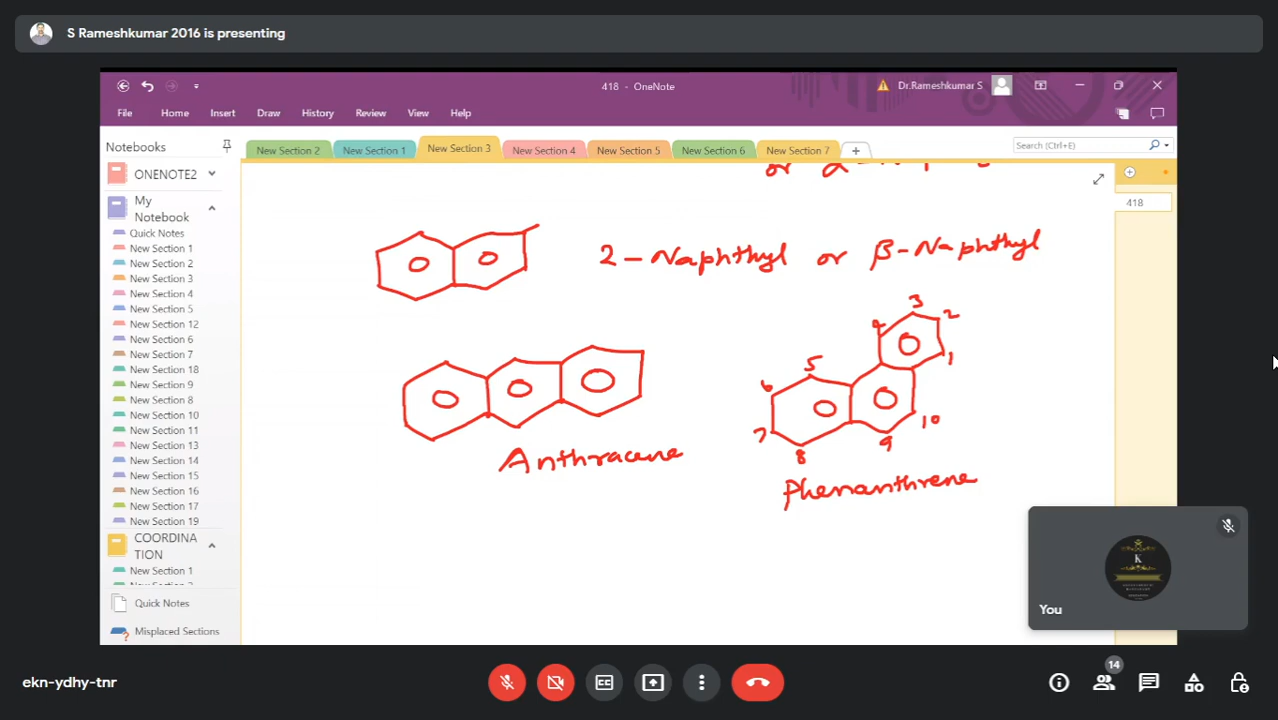 S Rameshkumar 2016 is presenting
418 - OneNote
Dr.Rameshkumar S
File Home Insert Draw History Review View Help
Notebooks
New Section 2 New Section 1 New Section 3 New Section 4 New Section 5 New Section 6 New Section 7 +
Search (Ctrl+E)
ONENOTE2
My
Notebook
Quick Notes
New Section 1
New Section 2
New Section 3
New Section 4
New Section 5
New Section 12
New Section 6
New Section 7
New Section 18
New Section 9
New Section 8
New Section 10
New Section 11
New Section 13
New Section 14
New Section 15
New Section 16
New Section 17
New Section 19
COORDINA
TION
New Section 1
Quick Notes
Misplaced Sections
418
or
2-Naphthyl or β-Naphthyl
3
4 2
5 1
6
10
7 9
8
Anthracene
Phenanthrene
K
You
ekn-ydhy-tnr
CC
14